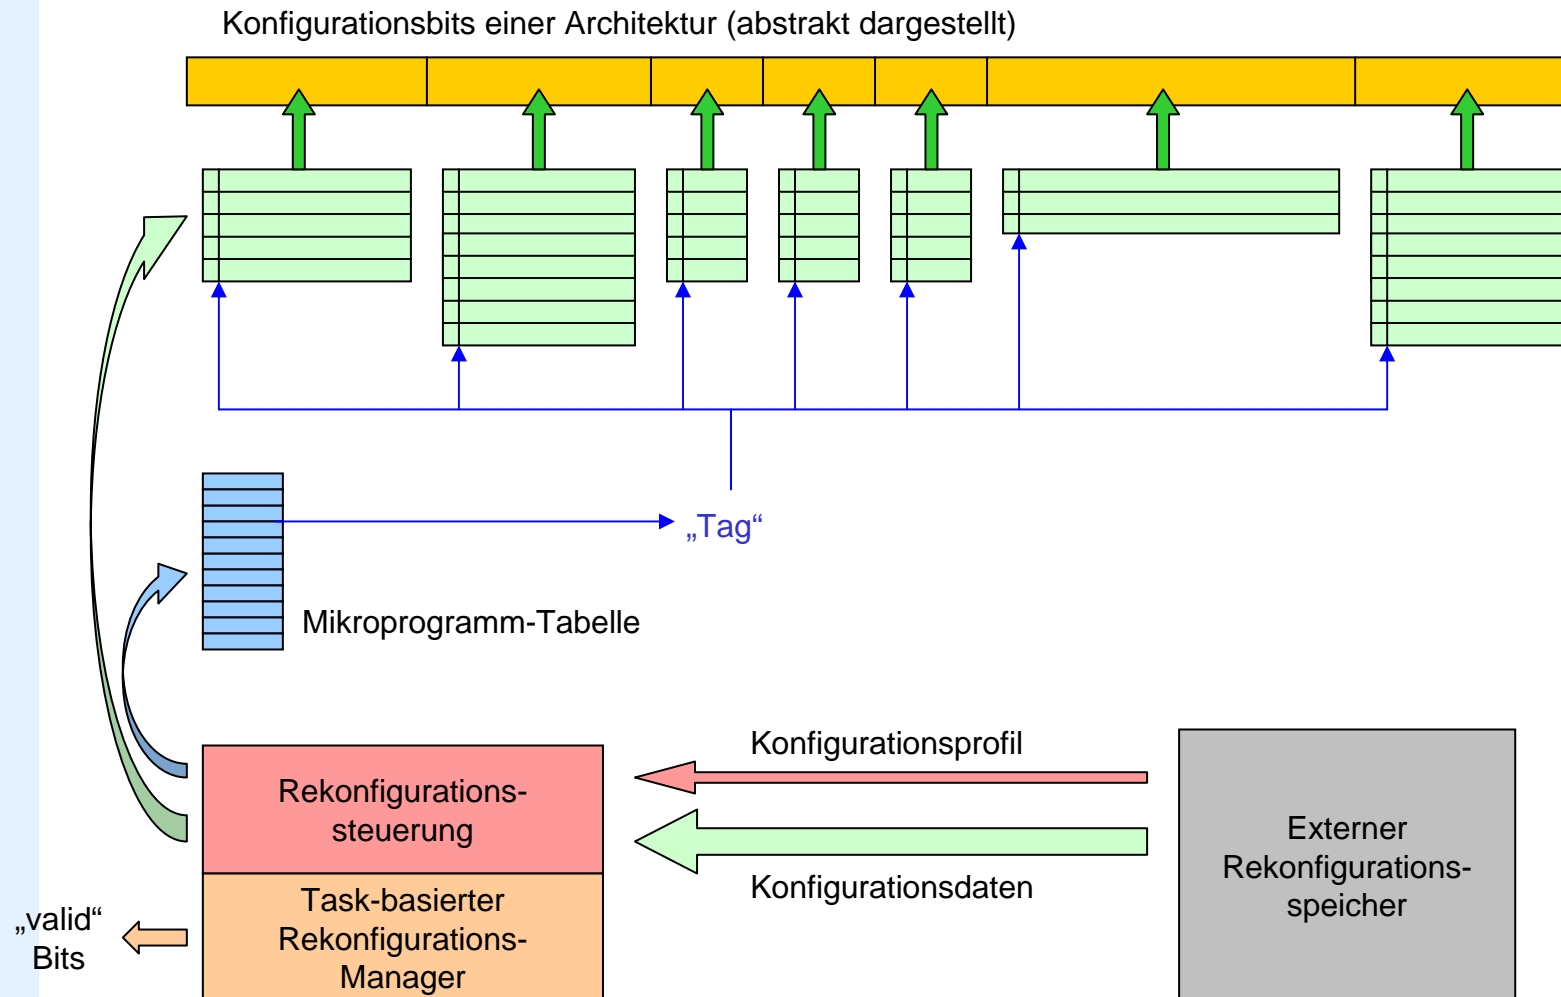 Konfigurationsbits einer Architektur (abstrakt dargestellt)
„Tag“
Mikroprogramm-Tabelle
Konfigurationsprofil
Rekonfigurations-
steuerung
Externer
Rekonfigurations-
speicher
Konfigurationsdaten
Task-basierter
Rekonfigurations-
Manager
„valid“
Bits